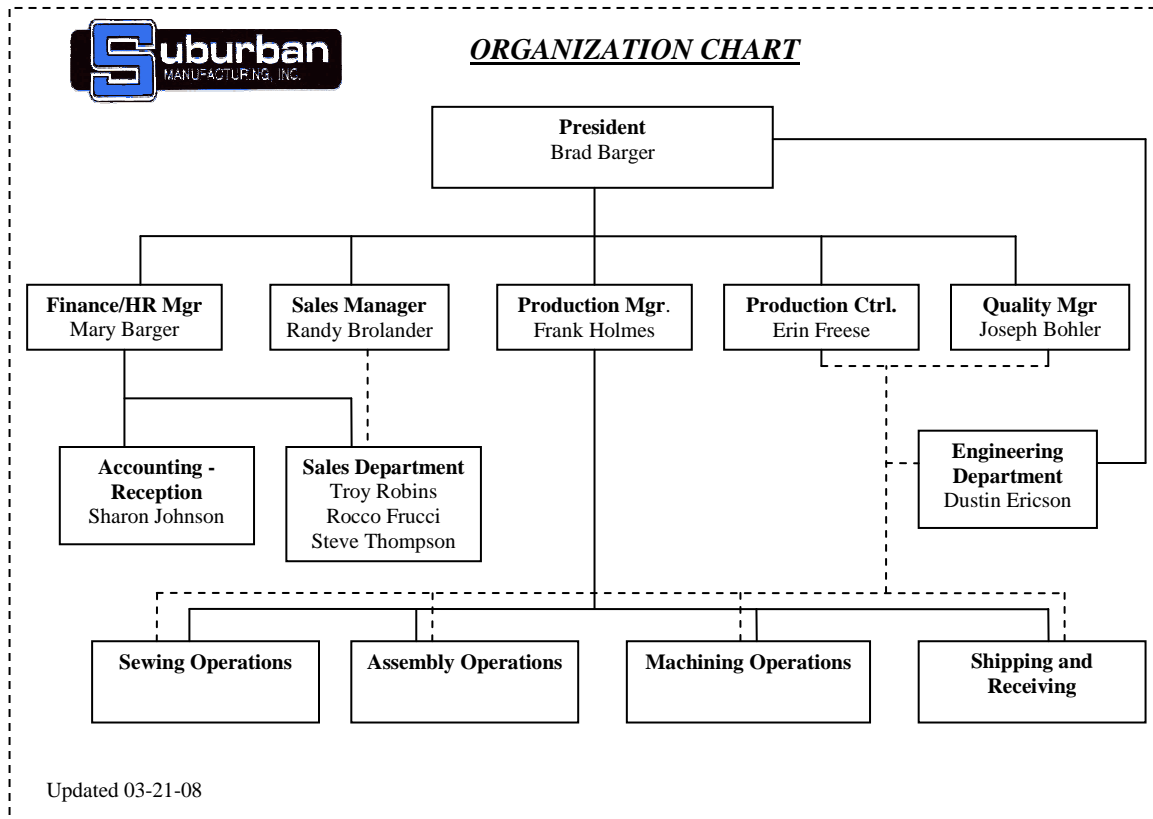 Suburban
MANUFACTURING, INC.
ORGANIZATION CHART
President
Brad Barger
Finance/HR Mgr
Mary Barger
Sales Manager
Randy Brolander
Production Mgr.
Frank Holmes
Production Ctrl.
Erin Freese
Quality Mgr
Joseph Bohler
Accounting -
Reception
Sharon Johnson
Sales Department
Troy Robins
Rocco Frucci
Steve Thompson
Engineering
Department
Dustin Ericson
Sewing Operations
Assembly Operations
Machining Operations
Shipping and
Receiving
Updated 03-21-08